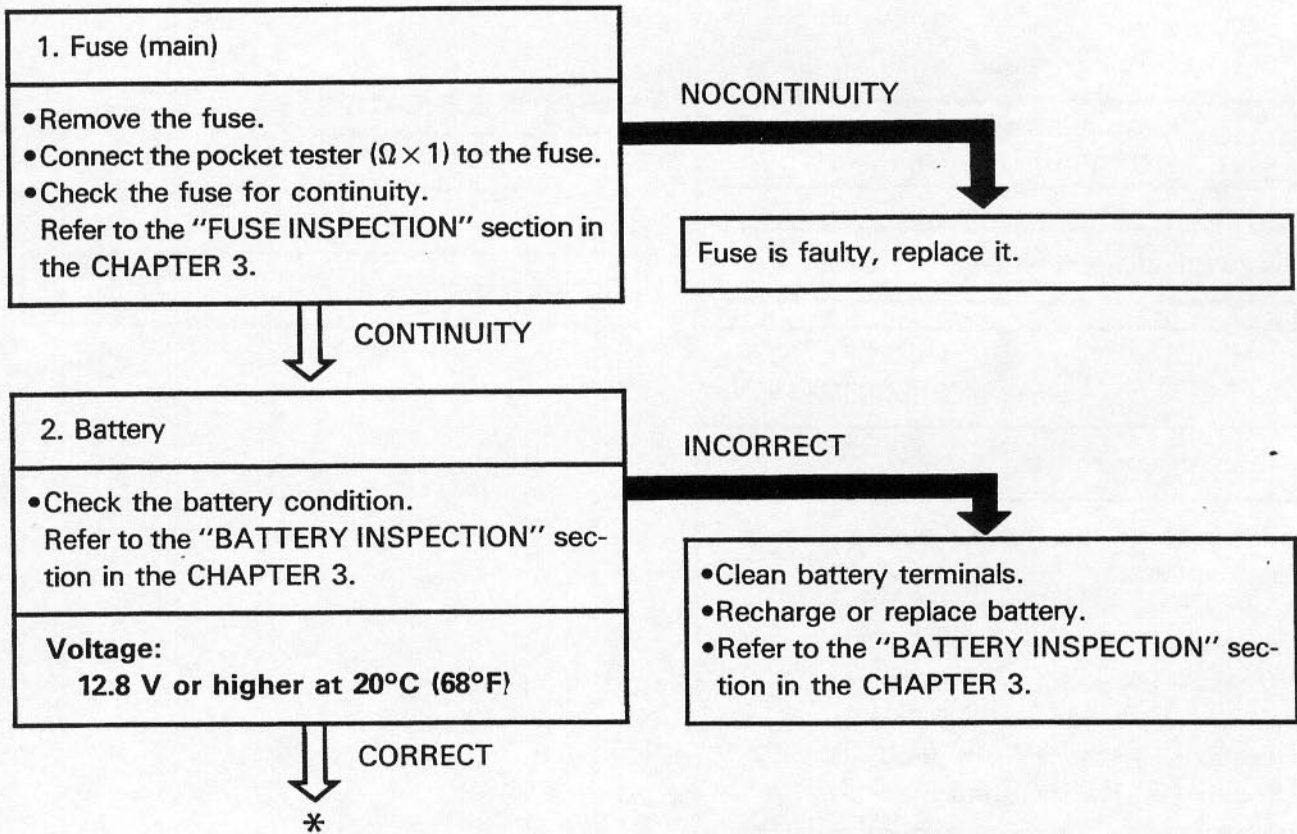 1. Fuse (main)
•Remove the fuse.
•Connect the pocket tester (Ω × 1) to the fuse.
•Check the fuse for continuity.
Refer to the "FUSE INSPECTION" section in
the CHAPTER 3.
NOCONTINUITY
Fuse is faulty, replace it.
CONTINUITY
2. Battery
•Check the battery condition.
Refer to the "BATTERY INSPECTION" sec-
tion in the CHAPTER 3.
Voltage:
12.8 V or higher at 20°C (68°F)
INCORRECT
•Clean battery terminals.
•Recharge or replace battery.
•Refer to the "BATTERY INSPECTION" sec-
tion in the CHAPTER 3.
CORRECT
*